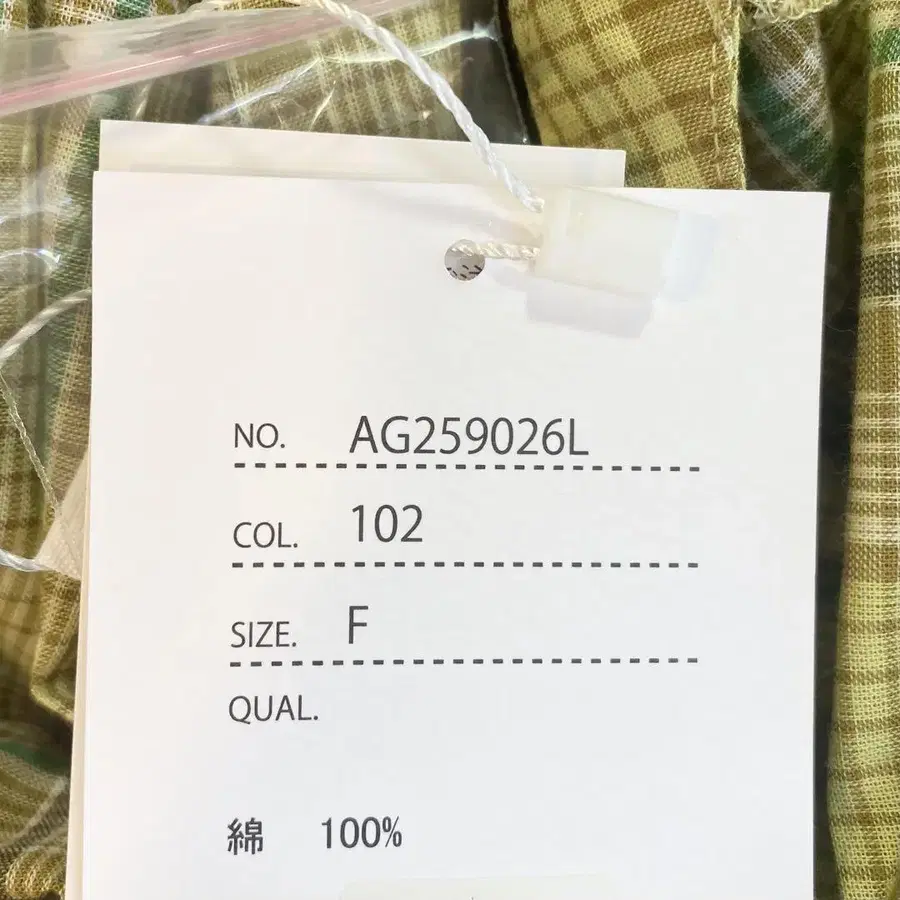 NO. AG259026L
COL. 102
SIZE. F
QUAL.
綿 100%